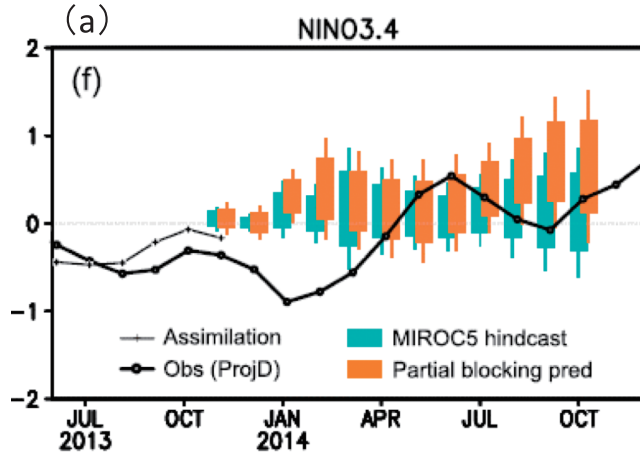 (a)
NINO3.4
2
(f)
1
0
-1
Assimilation
MIROC5 hindcast
Obs (ProjD)
Partial blocking pred
-2
JUL OCT JAN APR JUL OCT
2013 2014